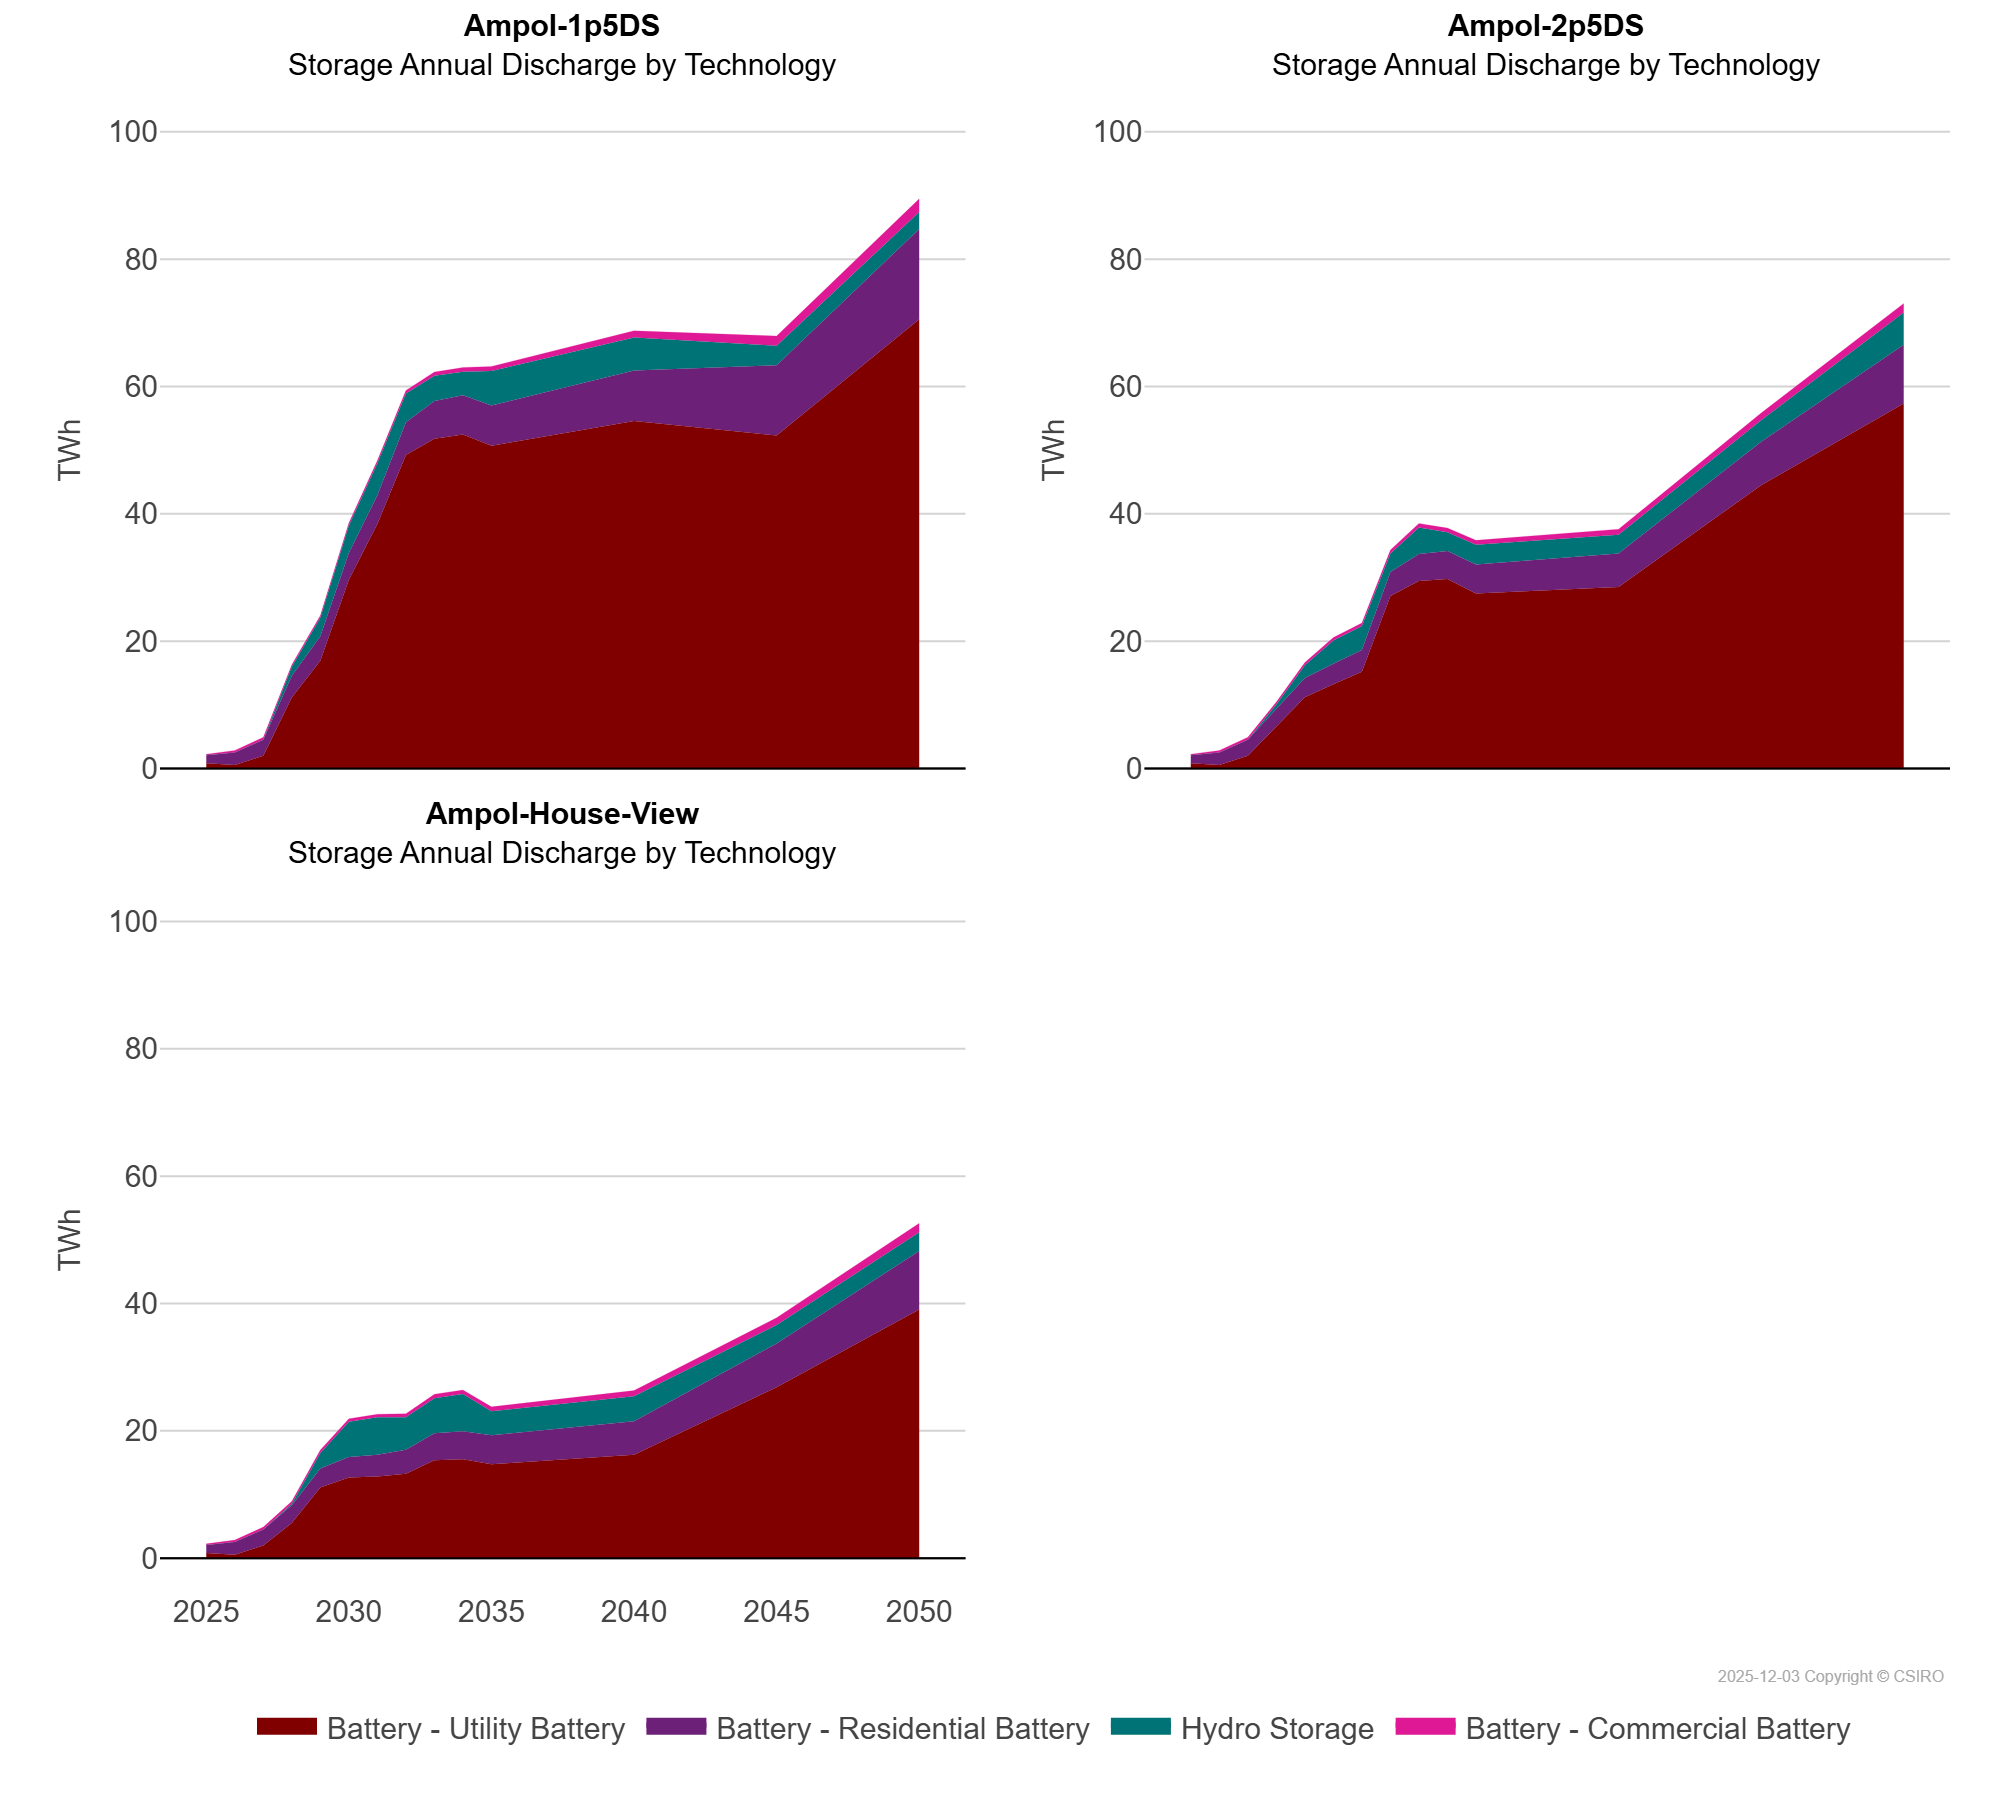 Ampol-1p5DS
Storage Annual Discharge by Technology
100
80
60
40
20
0
TWh
Ampol-2p5DS
Storage Annual Discharge by Technology
100
80
60
40
20
0
TWh
Ampol-House-View
Storage Annual Discharge by Technology
100
80
60
40
20
0
TWh
2025 2030 2035 2040 2045 2050
2025-12-03 Copyright © CSIRO
Battery - Utility Battery Battery - Residential Battery Hydro Storage Battery - Commercial Battery